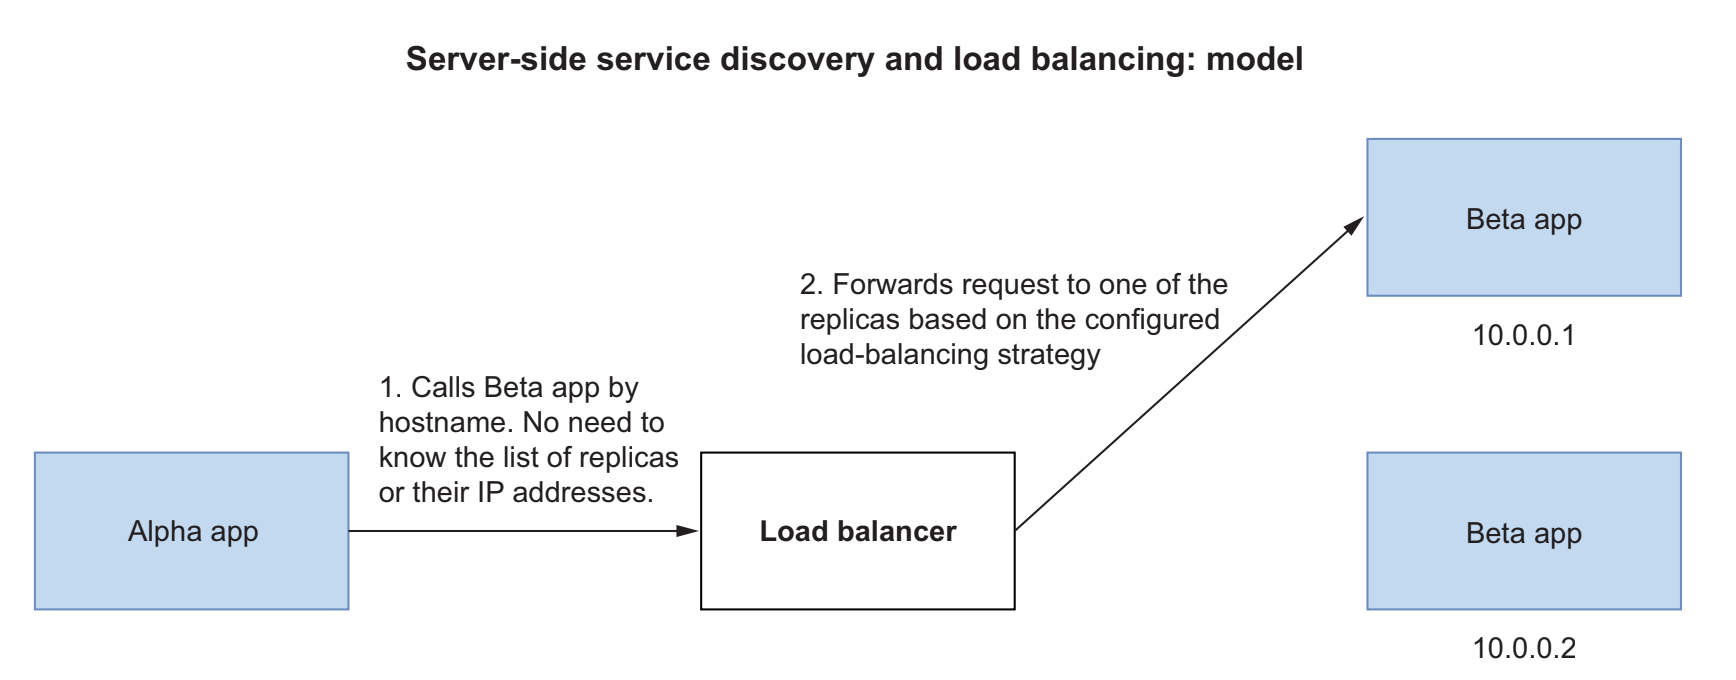 Server-side service discovery and load balancing: model
Beta app
10.0.0.1
2. Forwards request to one of the
replicas based on the configured
load-balancing strategy
1. Calls Beta app by
hostname. No need to
know the list of replicas
or their IP addresses.
Alpha app
Load balancer
Beta app
10.0.0.2